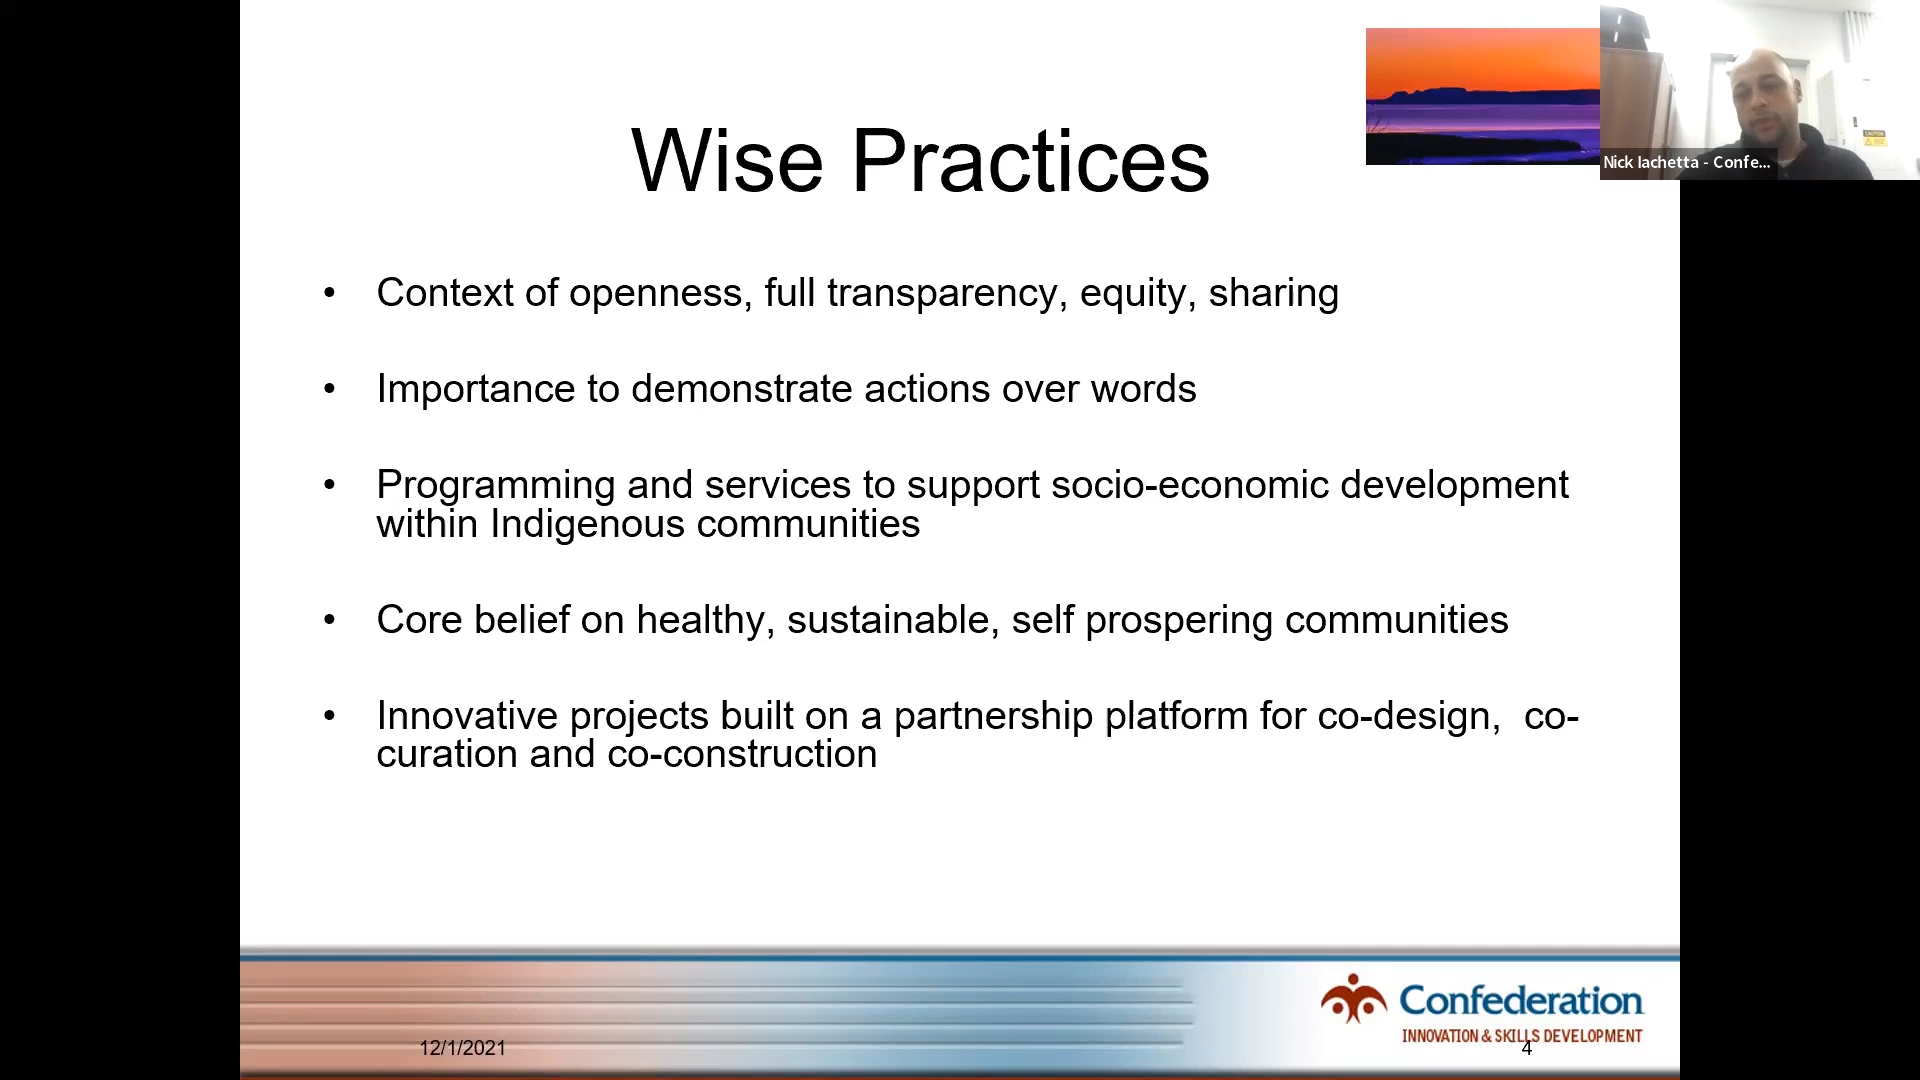 Wise Practices
Nick Iachetta - Confe...
CAUTION
• Context of openness, full transparency, equity, sharing
• Importance to demonstrate actions over words
• Programming and services to support socio-economic development
within Indigenous communities
• Core belief on healthy, sustainable, self prospering communities
• Innovative projects built on a partnership platform for co-design,  co-
curation and co-construction
Confederation
INNOVATION & SKILLS DEVELOPMENT
12/1/2021
4